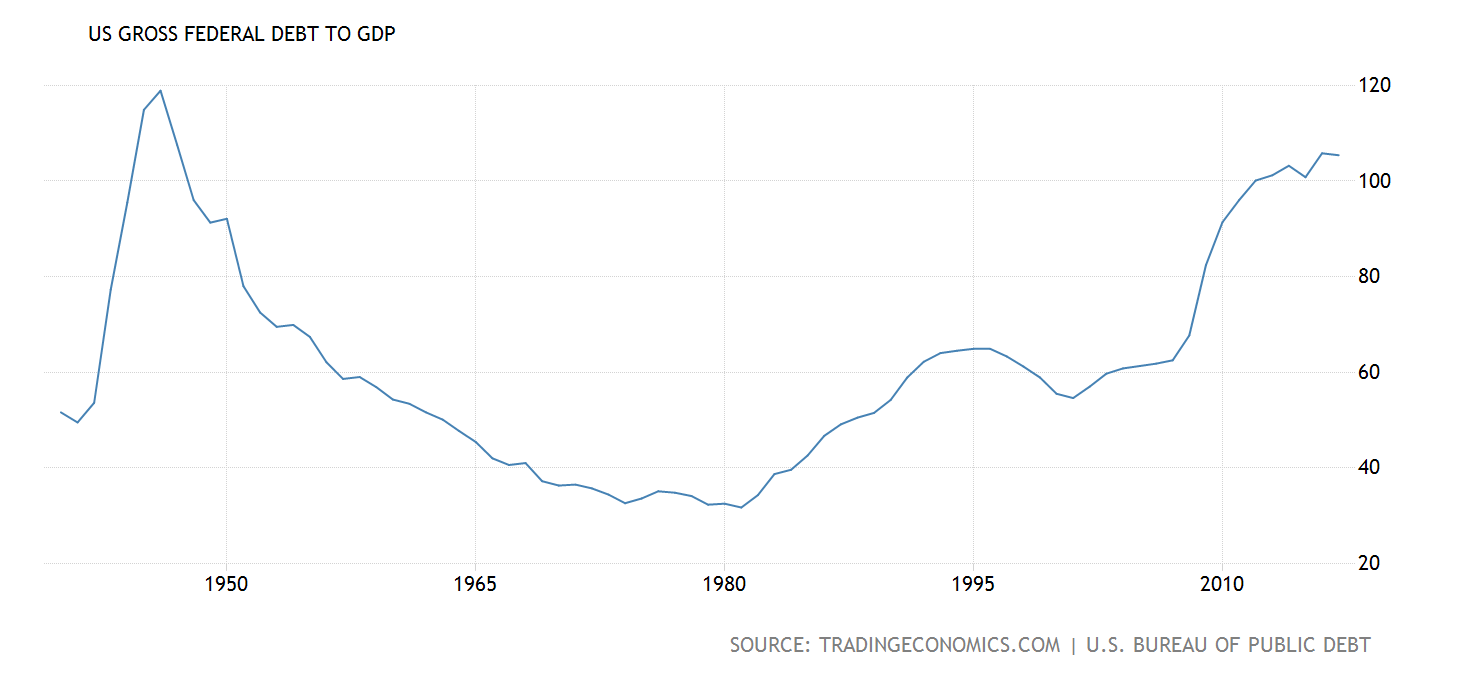 US GROSS FEDERAL DEBT TO GDP
120
100
80
60
40
20
1950 1965 1980 1995 2010
SOURCE: TRADINGECONOMICS.COM | U.S. BUREAU OF PUBLIC DEBT